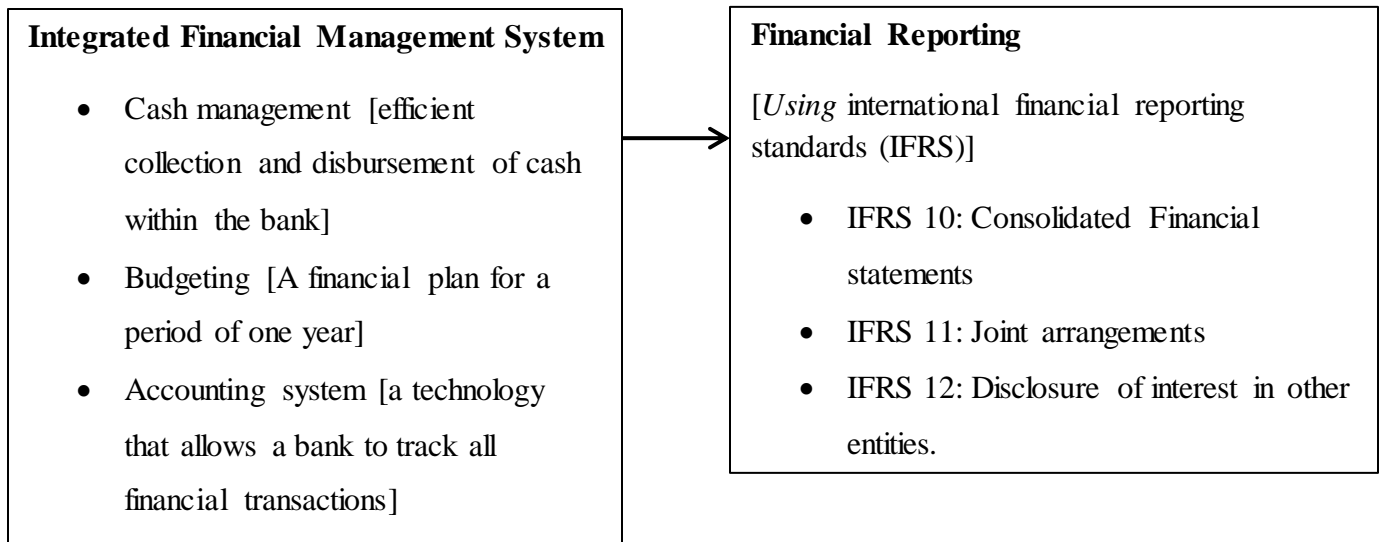 Integrated Financial Management System
• Cash management [efficient
collection and disbursement of cash
within the bank]
• Budgeting [A financial plan for a
period of one year]
• Accounting system [a technology
that allows a bank to track all
financial transactions]
Financial Reporting
[Using international financial reporting
standards (IFRS)]
• IFRS 10: Consolidated Financial
statements
• IFRS 11: Joint arrangements
• IFRS 12: Disclosure of interest in other
entities.